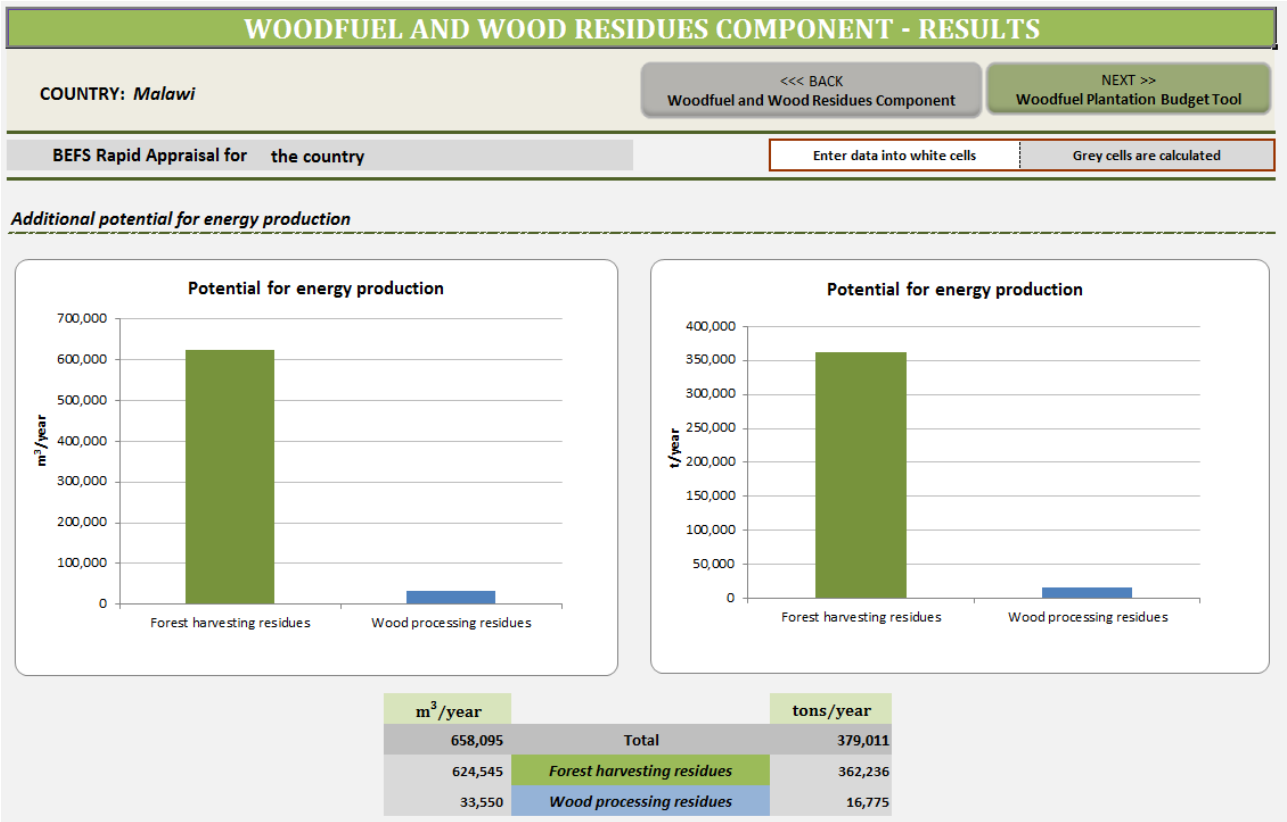 WOODFUEL AND WOOD RESIDUES COMPONENT - RESULTS
COUNTRY: Malawi
<<< BACK
Woodfuel and Wood Residues Component
NEXT >>
Woodfuel Plantation Budget Tool
BEFS Rapid Appraisal for the country
Enter data into white cells
Grey cells are calculated
Additional potential for energy production
Potential for energy production
700,000
600,000
500,000
400,000
300,000
200,000
100,000
0
m³/year
Forest harvesting residues
Wood processing residues
Potential for energy production
400,000
350,000
300,000
250,000
200,000
150,000
100,000
50,000
0
t/year
Forest harvesting residues
Wood processing residues
m³/year tons/year
658,095 Total 379,011
624,545 Forest harvesting residues 362,236
33,550 Wood processing residues 16,775